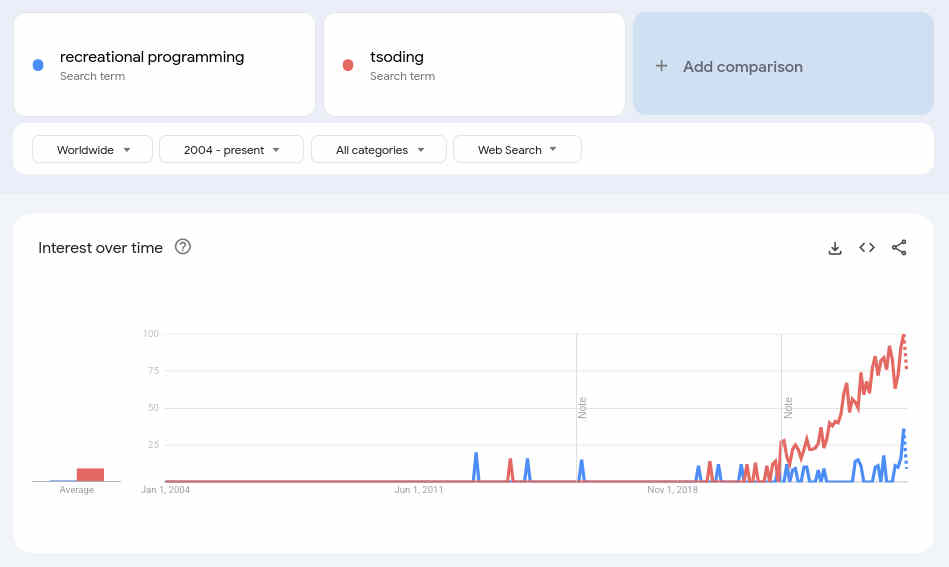 recreational programming
Search term
tsoding
Search term
+ Add comparison
Worldwide
2004 - present
All categories
Web Search
Interest over time
?
100
75
50
25
Note
Note
Average
Jan 1, 2004
Jun 1, 2011
Nov 1, 2018